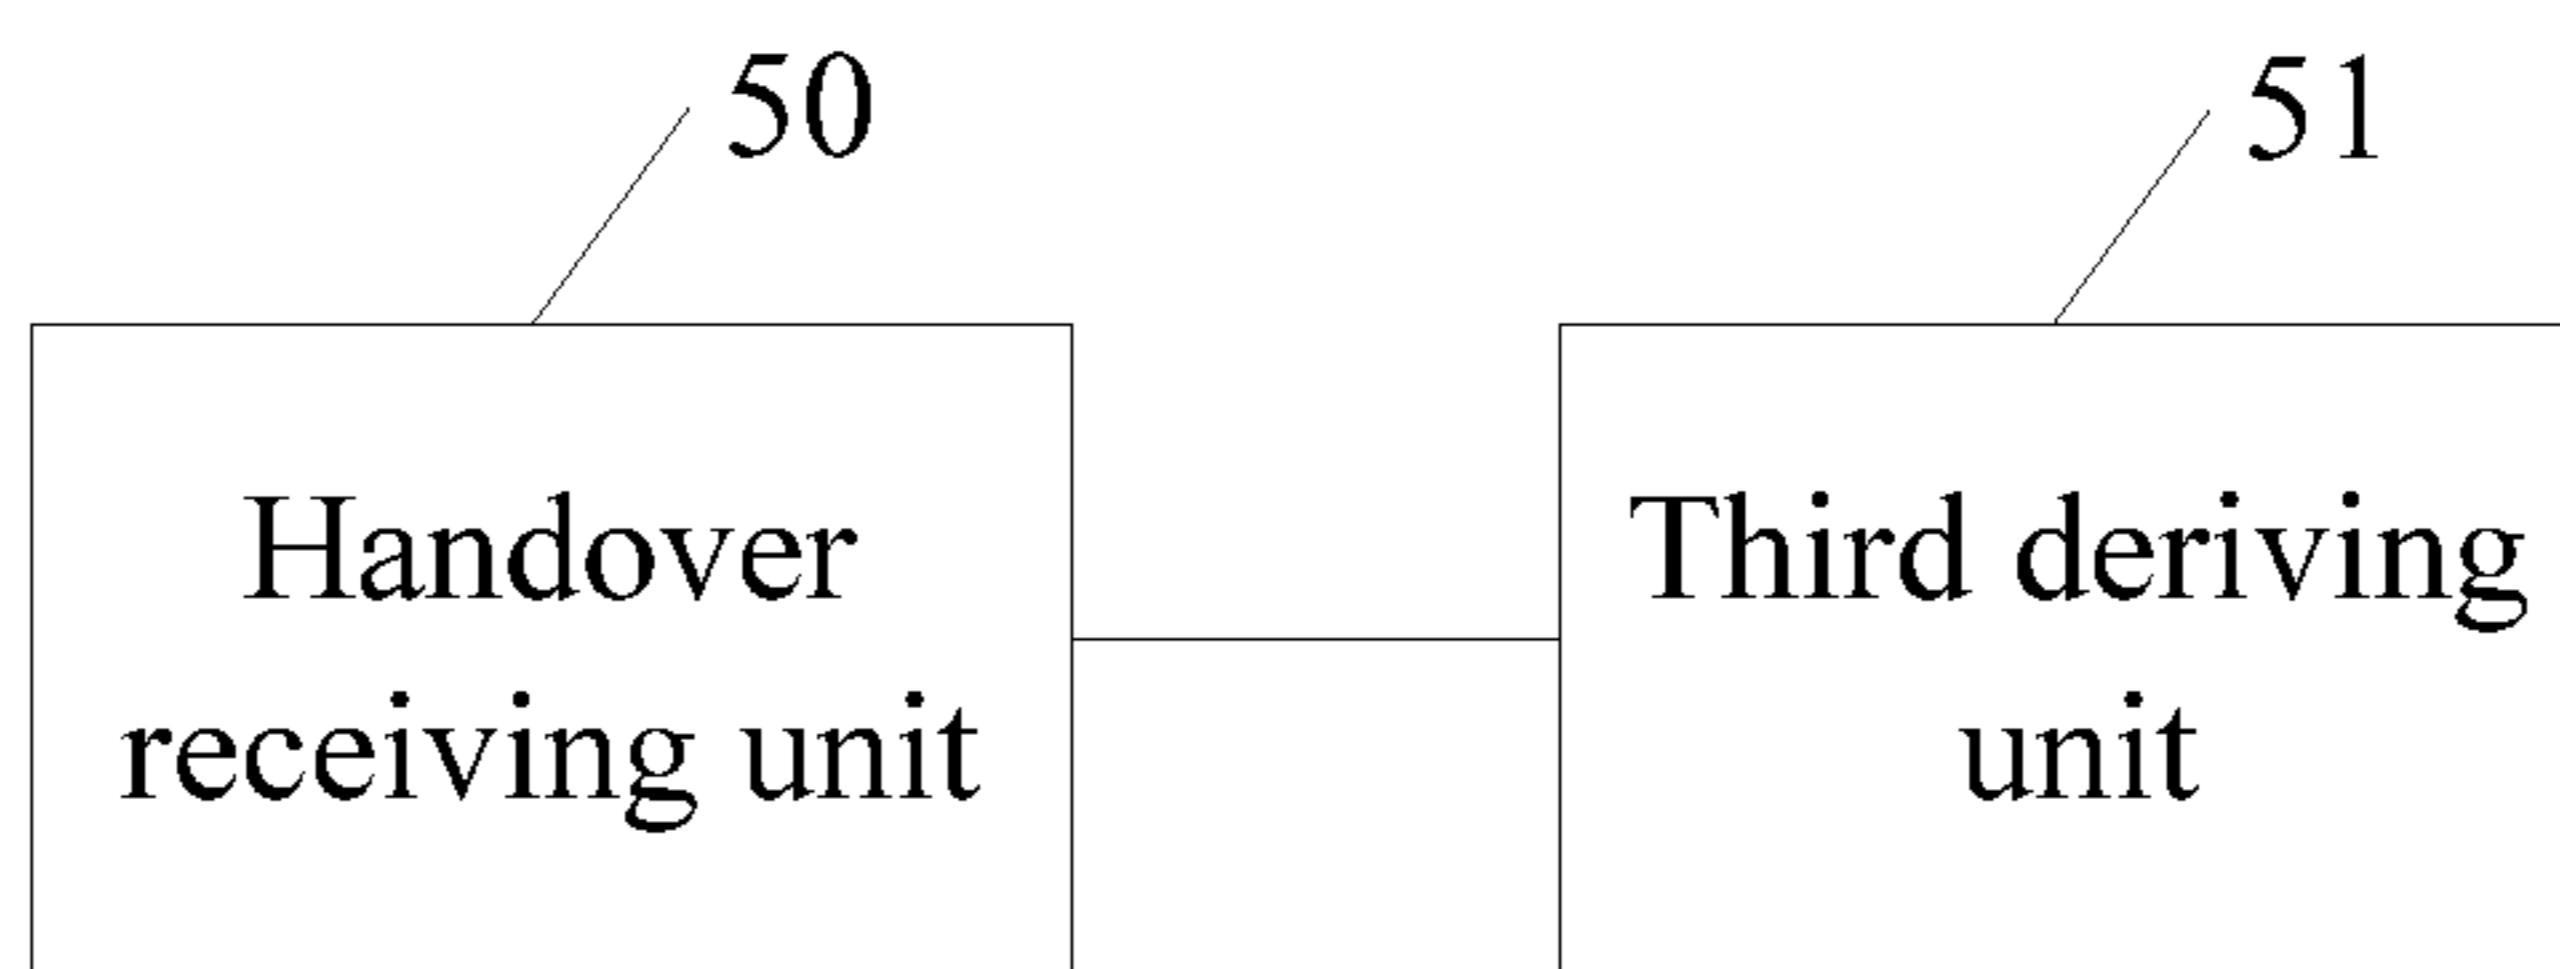 50
51
Handover
receiving unit
Third deriving
unit